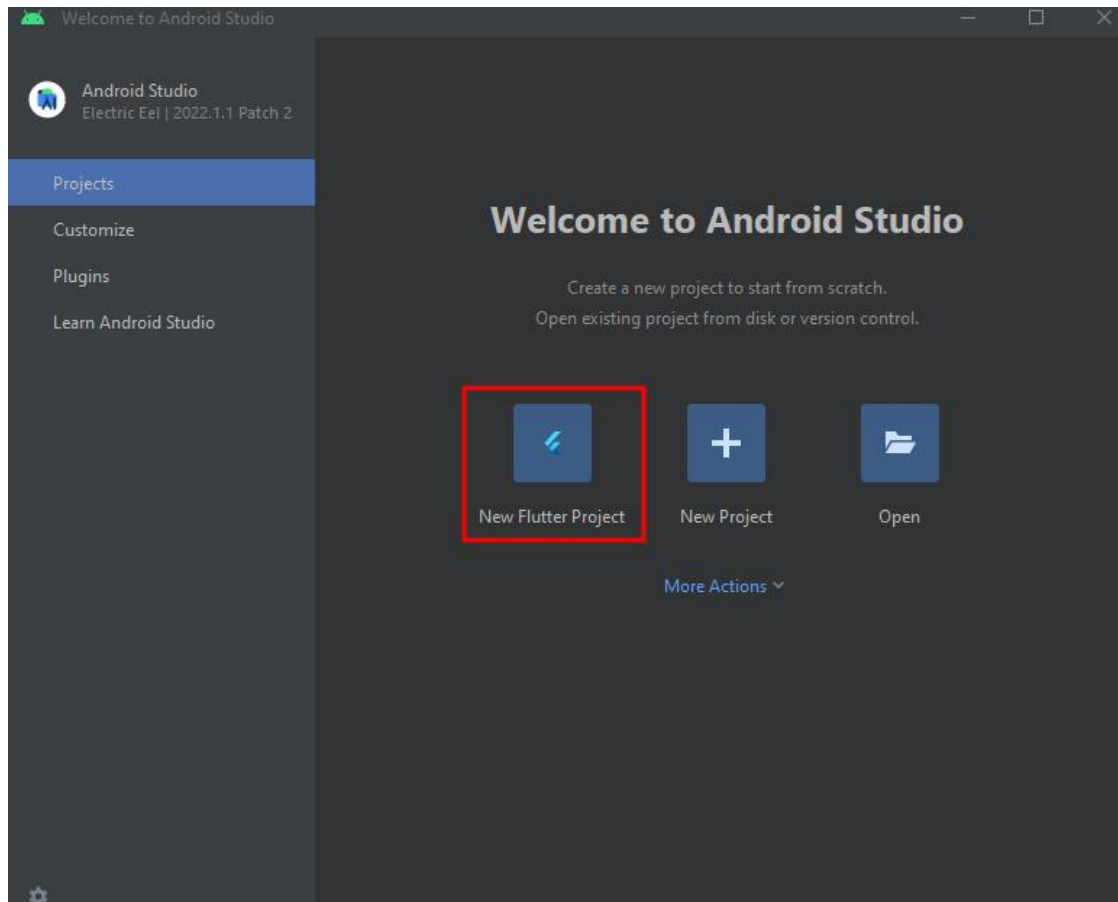 Welcome to Android Studio
Android Studio
Electric Eel | 2022.1.1 Patch 2
Projects
Customize
Plugins
Learn Android Studio
Welcome to Android Studio
Create a new project to start from scratch.
Open existing project from disk or version control.
New Flutter Project
New Project
Open
More Actions